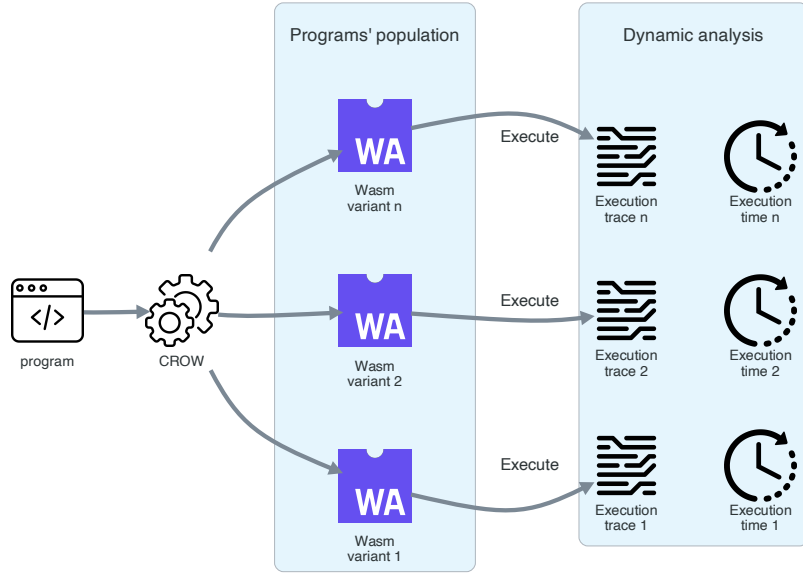 Programs' population
Dynamic analysis
WA
Wasm
variant n
Execute
Execution
trace n
Execution
time n
</>
program
CROW
WA
Wasm
variant 2
Execute
Execution
trace 2
Execution
time 2
WA
Wasm
variant 1
Execute
Execution
trace 1
Execution
time 1